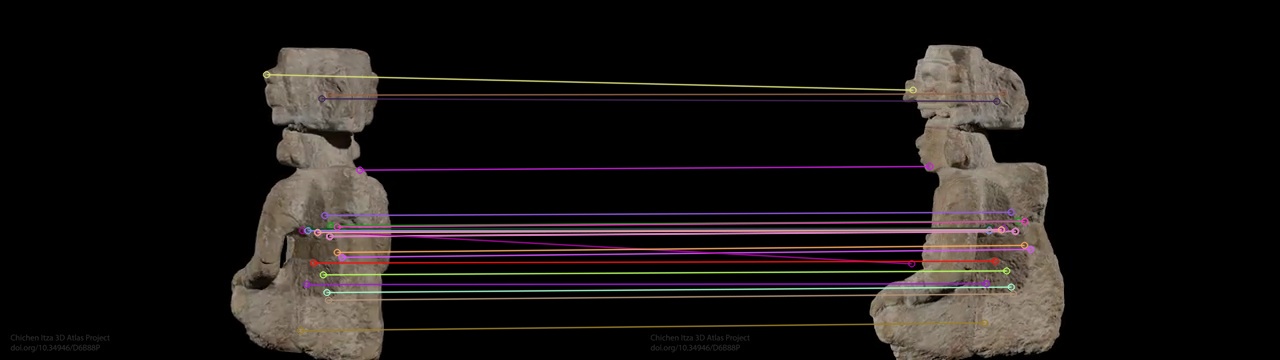 Chichen Itza 3D Atlas Project
doi.org/10.34946/D6B88P
Chichen Itza 3D Atlas Project
doi.org/10.34946/D6B88P